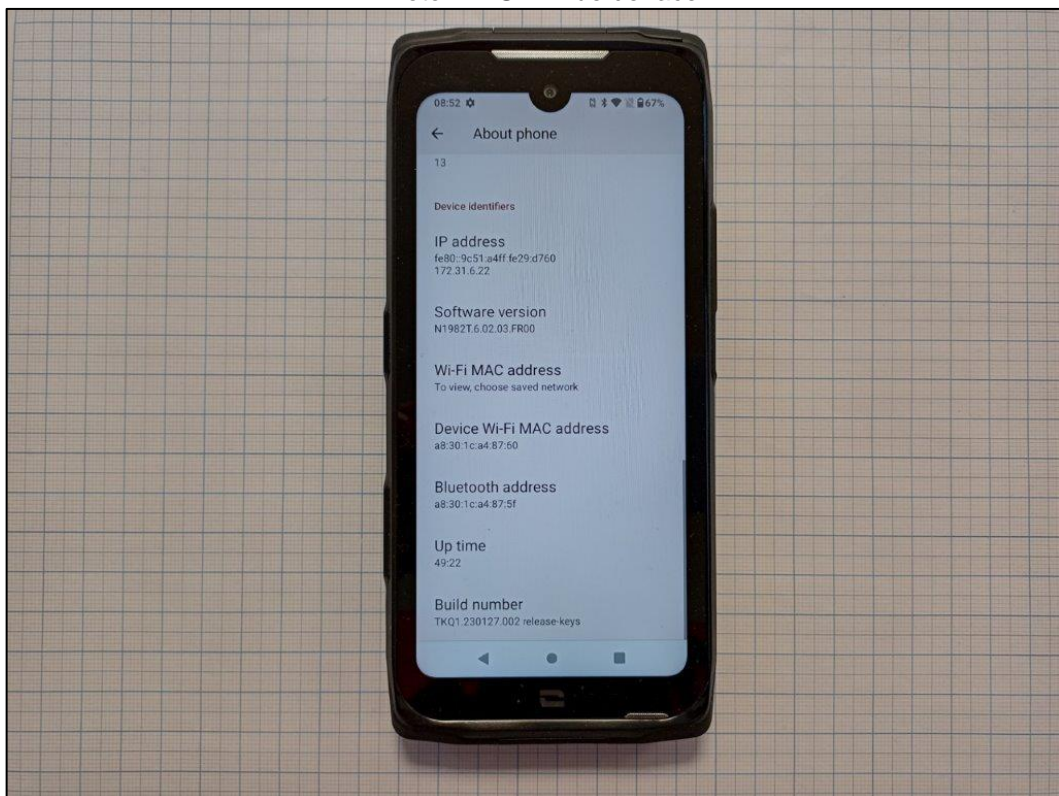 08:52
67%
About phone
13
Device identifiers
IP address
fe80::9c51:a4ff:fe29:d760
172.31.6.22
Software version
N1982T.6.02.03.FR00
Wi-Fi MAC address
To view, choose saved network
Device Wi-Fi MAC address
a8:30:1c:a4:87:60
Bluetooth address
a8:30:1c:a4:87:5f
Up time
49:22
Build number
TKQ1.230127.002 release-keys